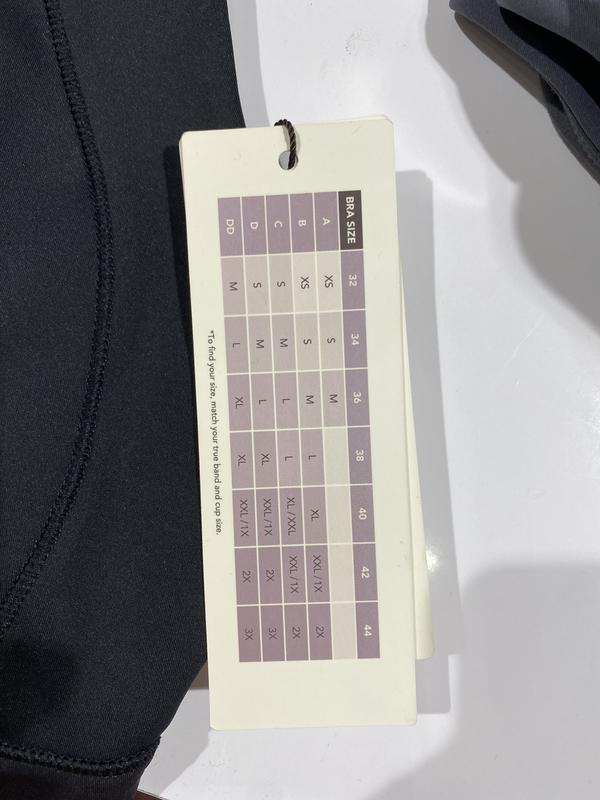 BRA SIZE 32 34 36 38 40 42 44
A XS S M
B XS S M L XL XXL/1X 2X
C S M L L XL/XXL XXL/1X 2X
D S M L XL XXL/1X 2X 3X
DD M L XL XL XXL/1X 2X 3X
*To find your size, match your true band and cup size.